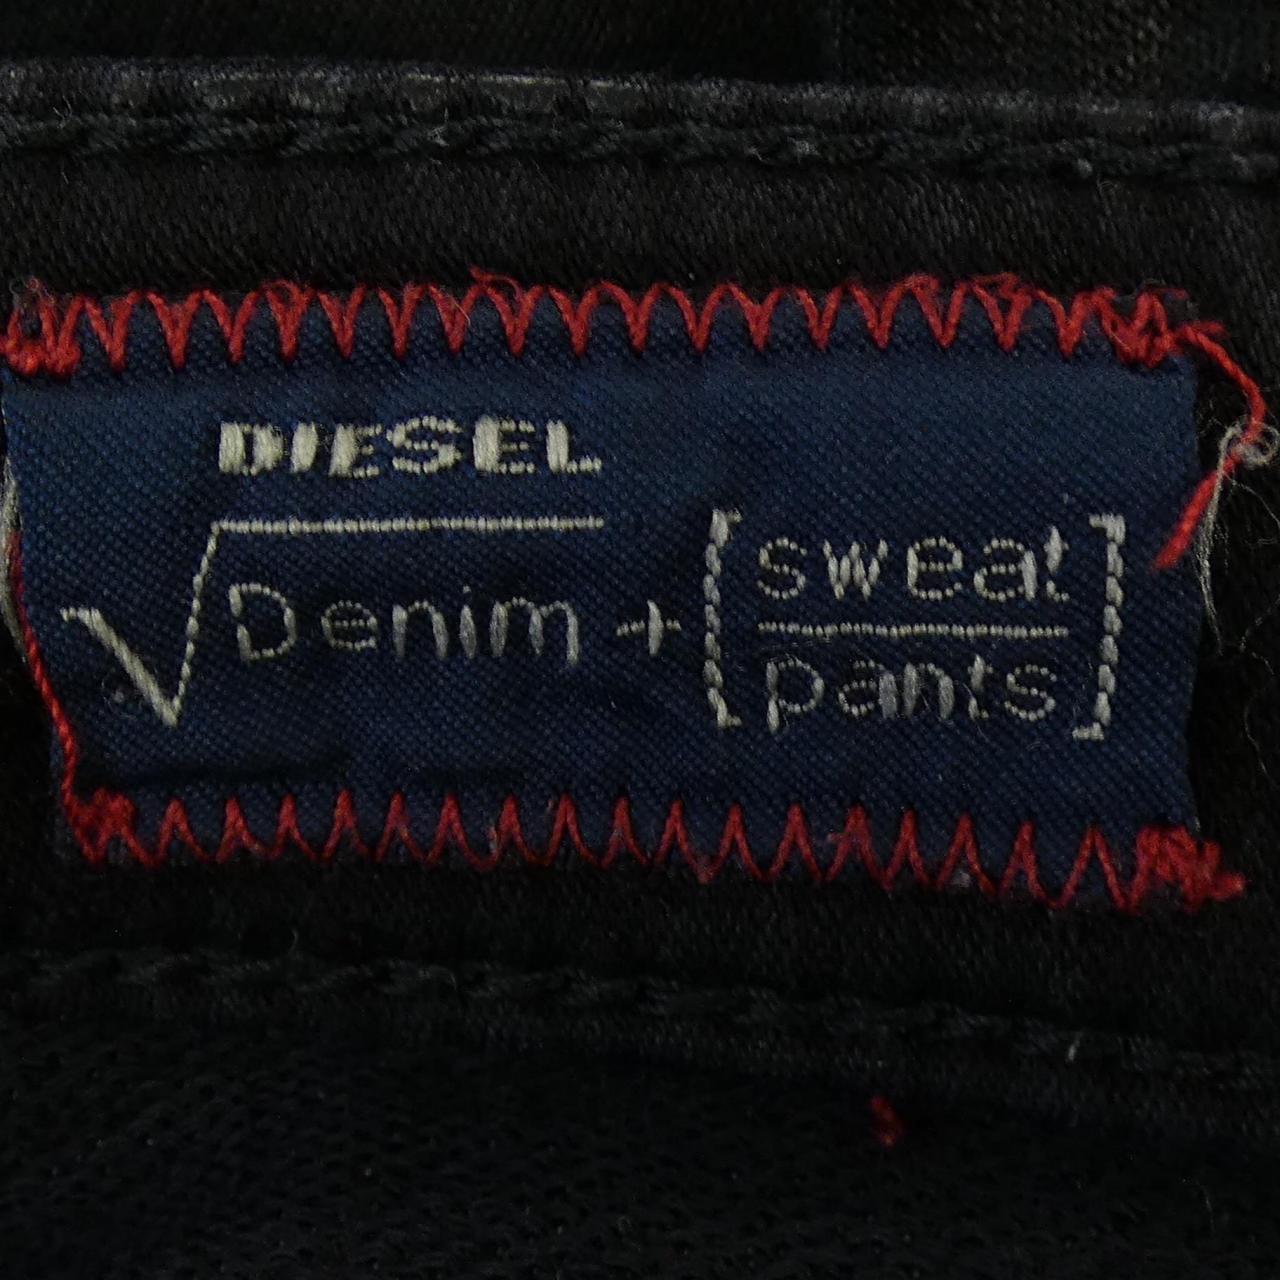 DIESEL
√Denim + [sweat
pants]